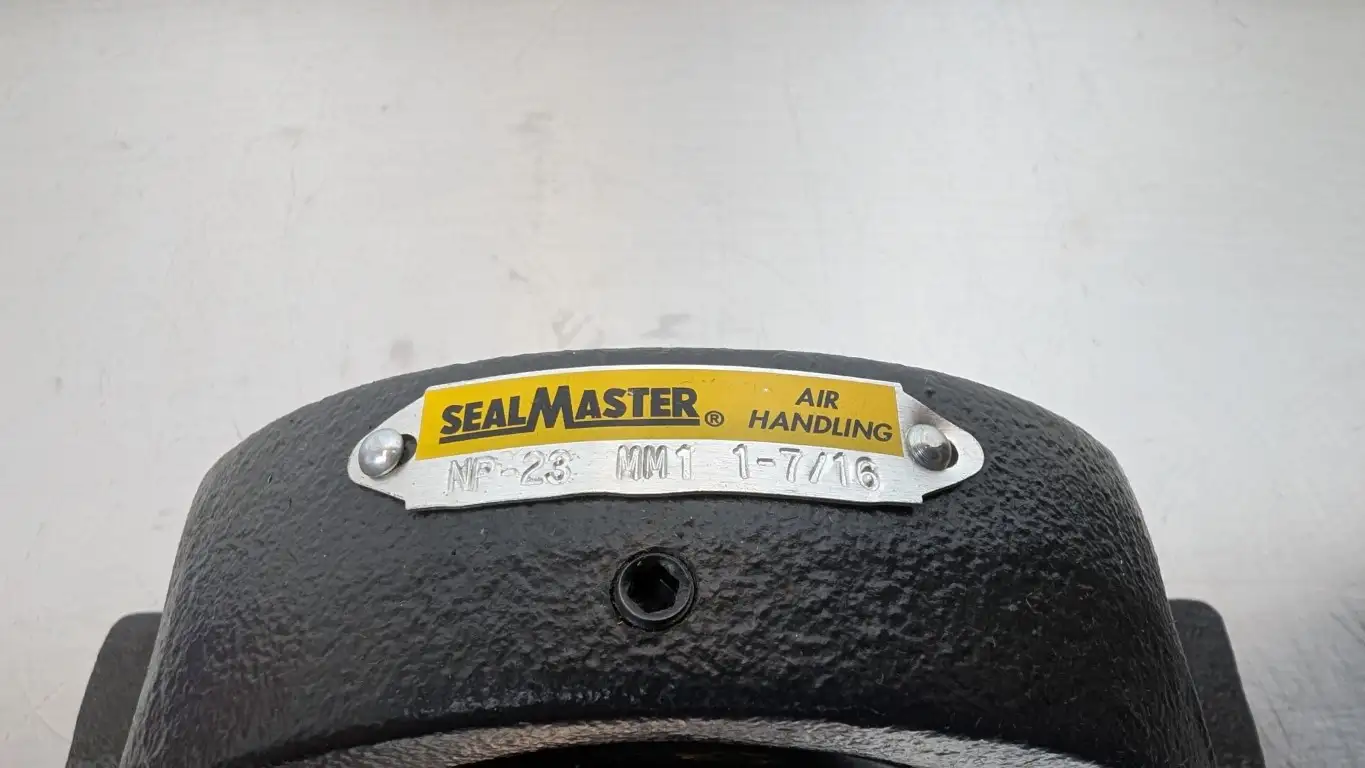 SEALMASTER® AIR HANDLING
NP-23 MM1 1-7/16